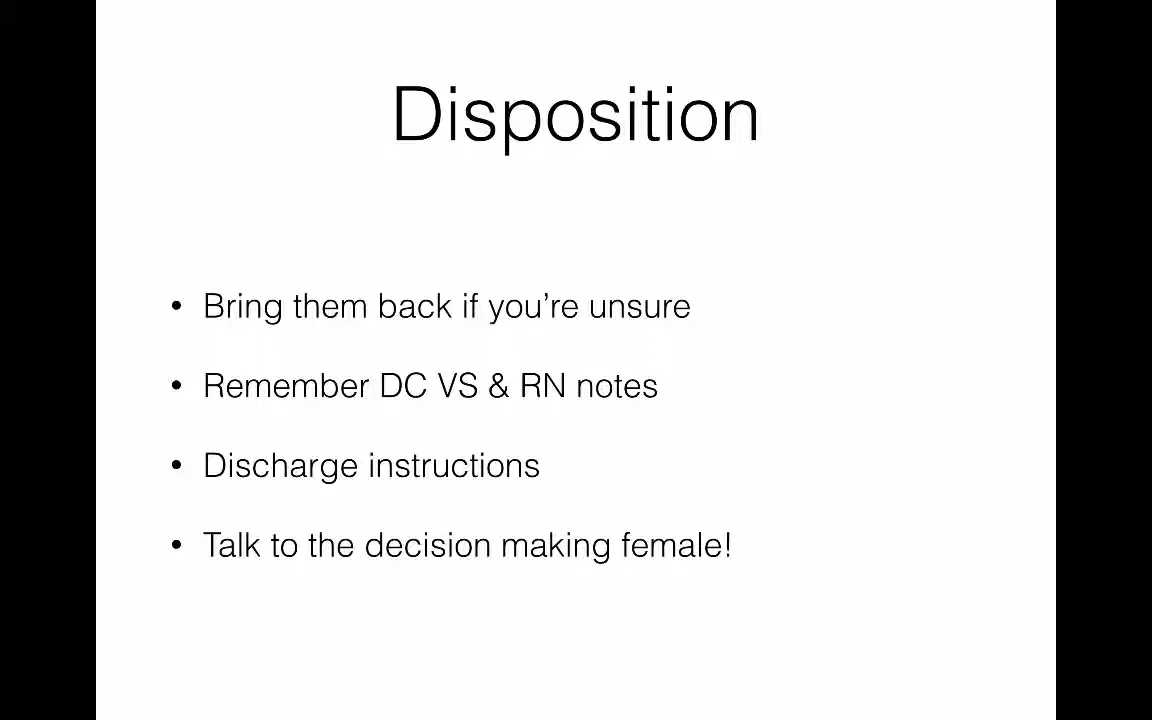 Disposition
• Bring them back if you’re unsure
• Remember DC VS & RN notes
• Discharge instructions
• Talk to the decision making female!